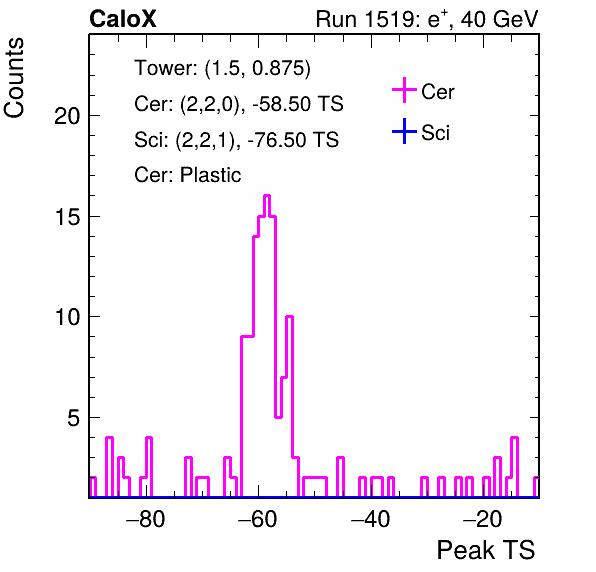 CaloX Run 1519: e⁺, 40 GeV
Counts
Tower: (1.5, 0.875)
Cer: (2,2,0), -58.50 TS
Sci: (2,2,1), -76.50 TS
Cer: Plastic
Cer
Sci
20
15
10
5
−80 −60 −40 −20
Peak TS